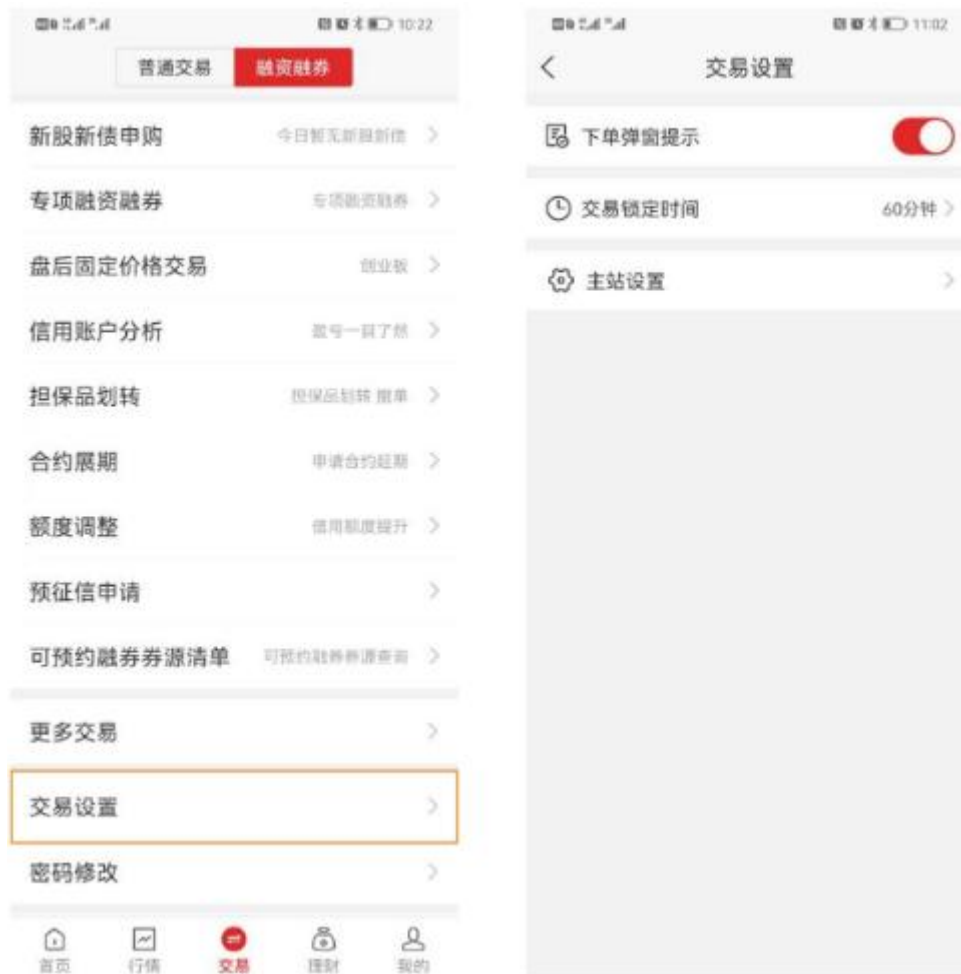 10:22
普通交易 融资融券
新股新债申购 今日暂无新股新债
专项融资融券 专项融资融券
盘后固定价格交易 创业板
信用账户分析 盈亏一目了然
担保品划转 担保品划转 撤单
合约展期 申请合约延期
额度调整 信用额度提升
预征信申请
可预约融券券源清单 可预约融券券源查询
更多交易
交易设置
密码修改
首页 行情 交易 理财 我的
11:02
交易设置
下单弹窗提示
交易锁定时间 60分钟
主站设置